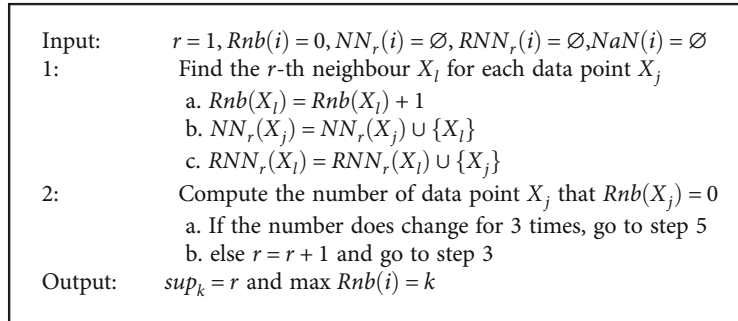 Input: r = 1, Rnb(i) = 0, NN_r(i) = ∅, RNN_r(i) = ∅,NaN(i) = ∅
1: Find the r-th neighbour X_l for each data point X_j
a. Rnb(X_l) = Rnb(X_l) + 1
b. NN_r(X_j) = NN_r(X_j) ∪ {X_l}
c. RNN_r(X_l) = RNN_r(X_l) ∪ {X_j}
2: Compute the number of data point X_j that Rnb(X_j) = 0
a. If the number does change for 3 times, go to step 5
b. else r = r + 1 and go to step 3
Output: sup_k = r and max Rnb(i) = k